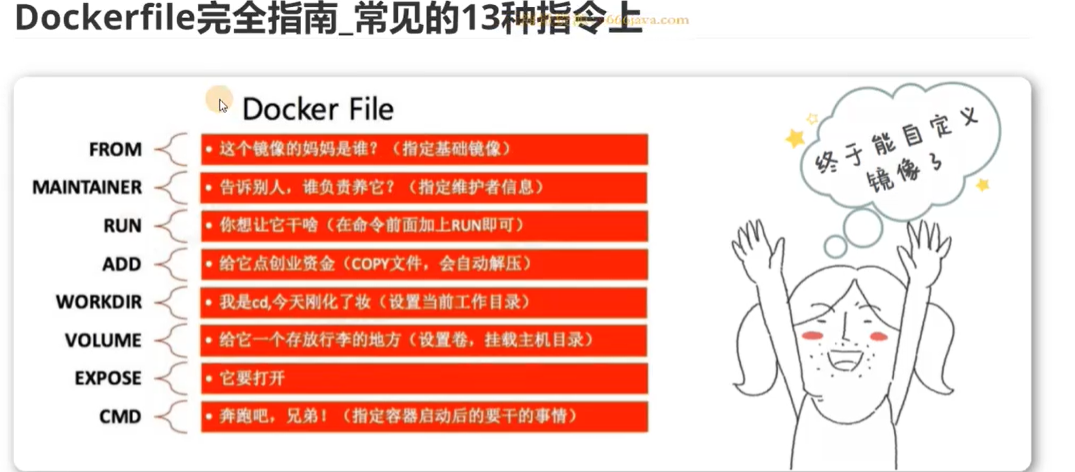 Dockerfile完全指南_常见的13种指令上
666java.com
Docker File
FROM
• 这个镜像的妈妈是谁？（指定基础镜像）
MAINTAINER
• 告诉别人，谁负责养它？（指定维护者信息）
RUN
• 你想让它干啥（在命令前面加上RUN即可）
ADD
• 给它点创业资金（COPY文件，会自动解压）
WORKDIR
• 我是cd,今天刚化了妆（设置当前工作目录）
VOLUME
• 给它一个存放行李的地方（设置卷，挂载主机目录）
EXPOSE
• 它要打开
CMD
• 奔跑吧，兄弟！（指定容器启动后的要干的事情）
终于能自定义
镜像了